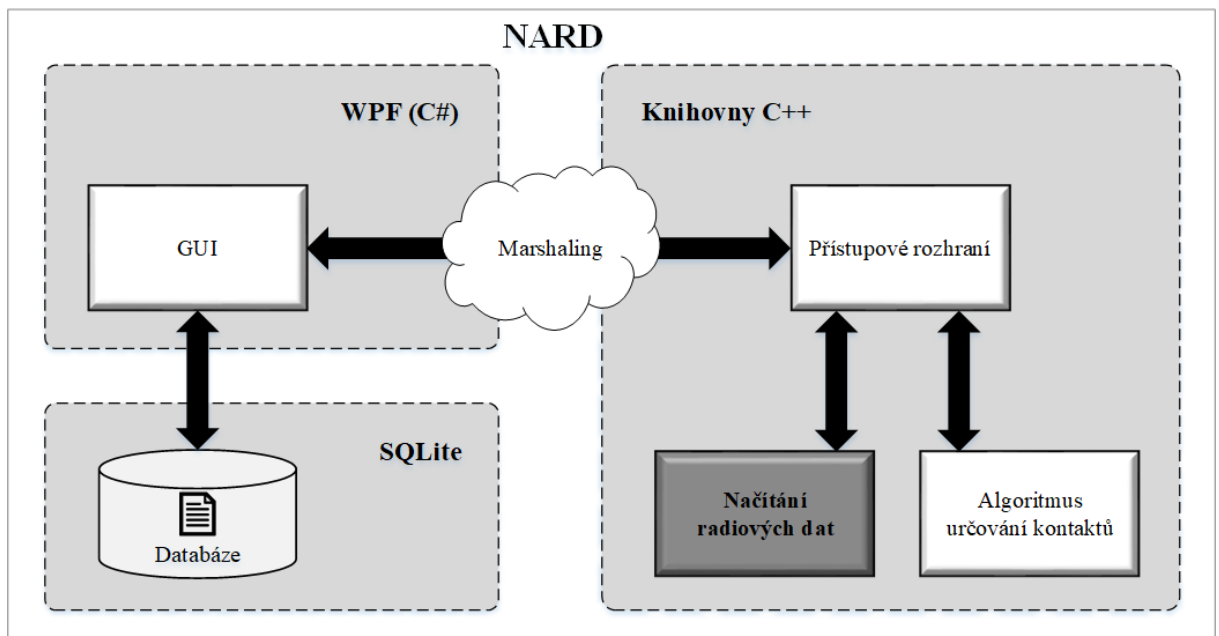 NARD
WPF (C#)
Knihovny C++
GUI
Marshaling
Přístupové rozhraní
SQLite
Databáze
Načítání
radiových dat
Algoritmus
určování kontaktů